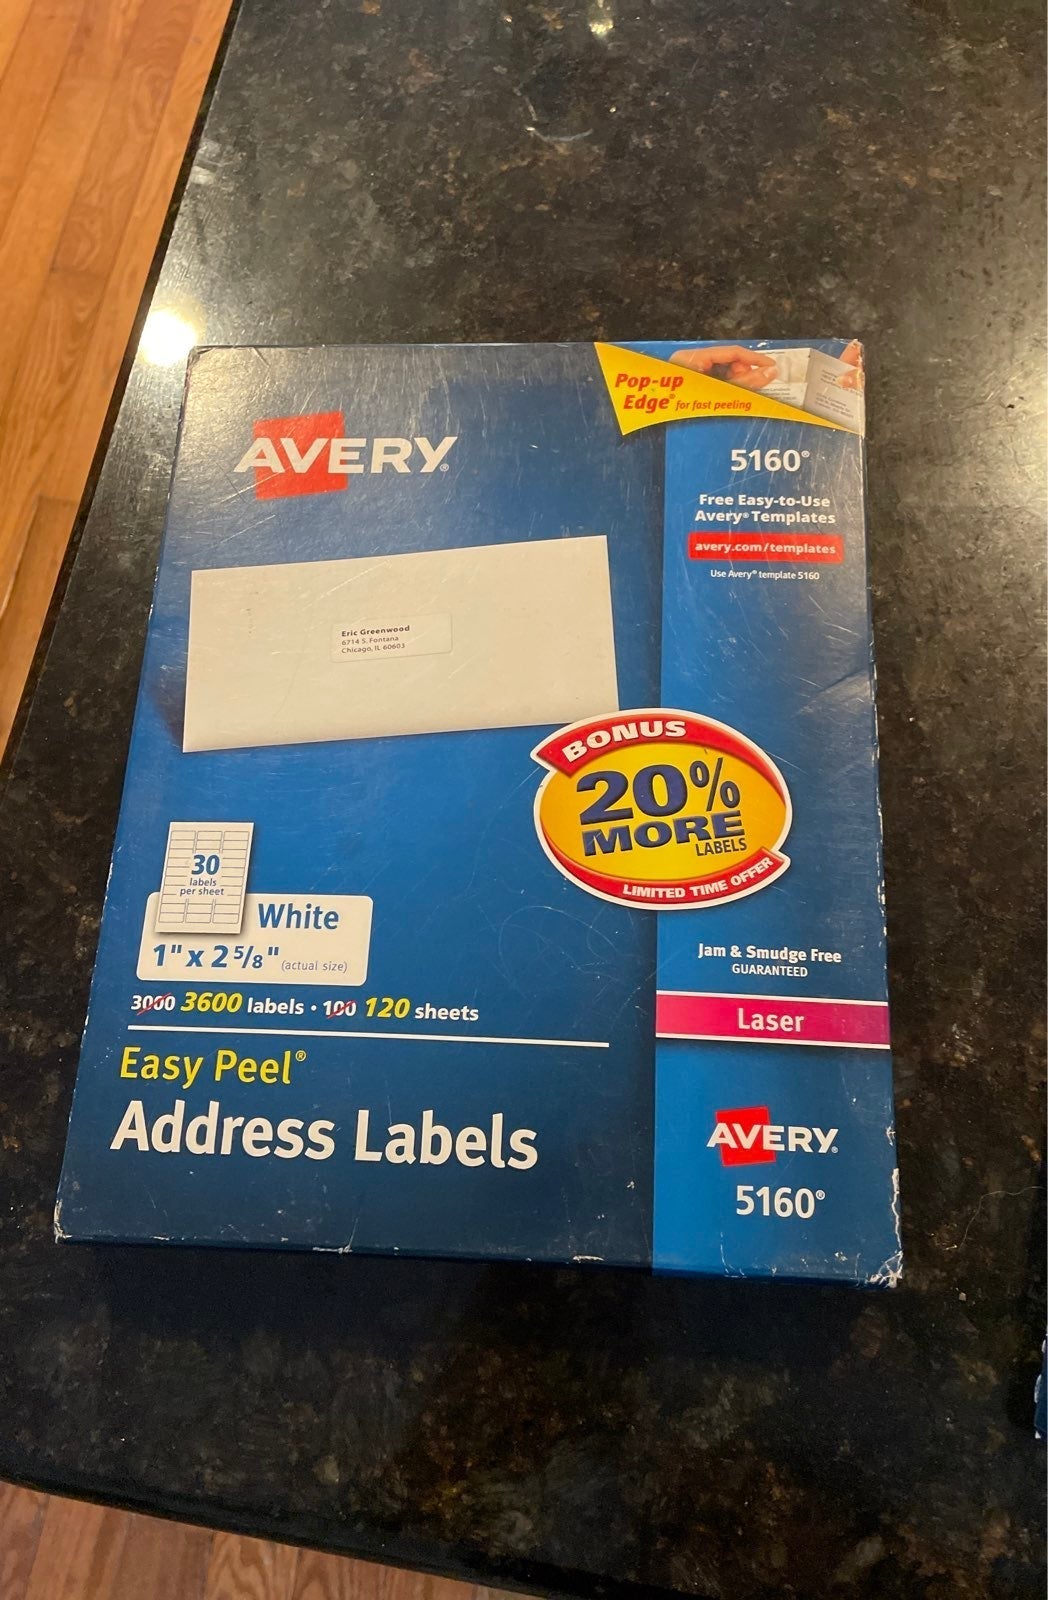 Pop-up
Edge® for fast peeling
AVERY®
5160®
Free Easy-to-Use
Avery® Templates
avery.com/templates
Use Avery® template 5160
Eric Greenwood
6714 S. Fontana
Chicago, IL 60603
BONUS
20%
MORE
LABELS
LIMITED TIME OFFER
30
labels
per sheet
White
1" x 2 5/8" (actual size)
3000 3600 labels • 100 120 sheets
Easy Peel®
Address Labels
Jam & Smudge Free
GUARANTEED
Laser
AVERY®
5160®